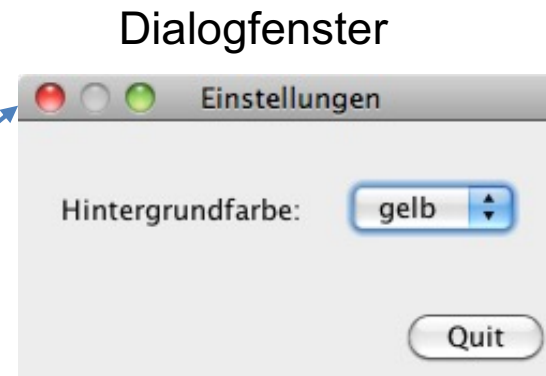 Dialogfenster
Einstellungen
Hintergrundfarbe: gelb
Quit